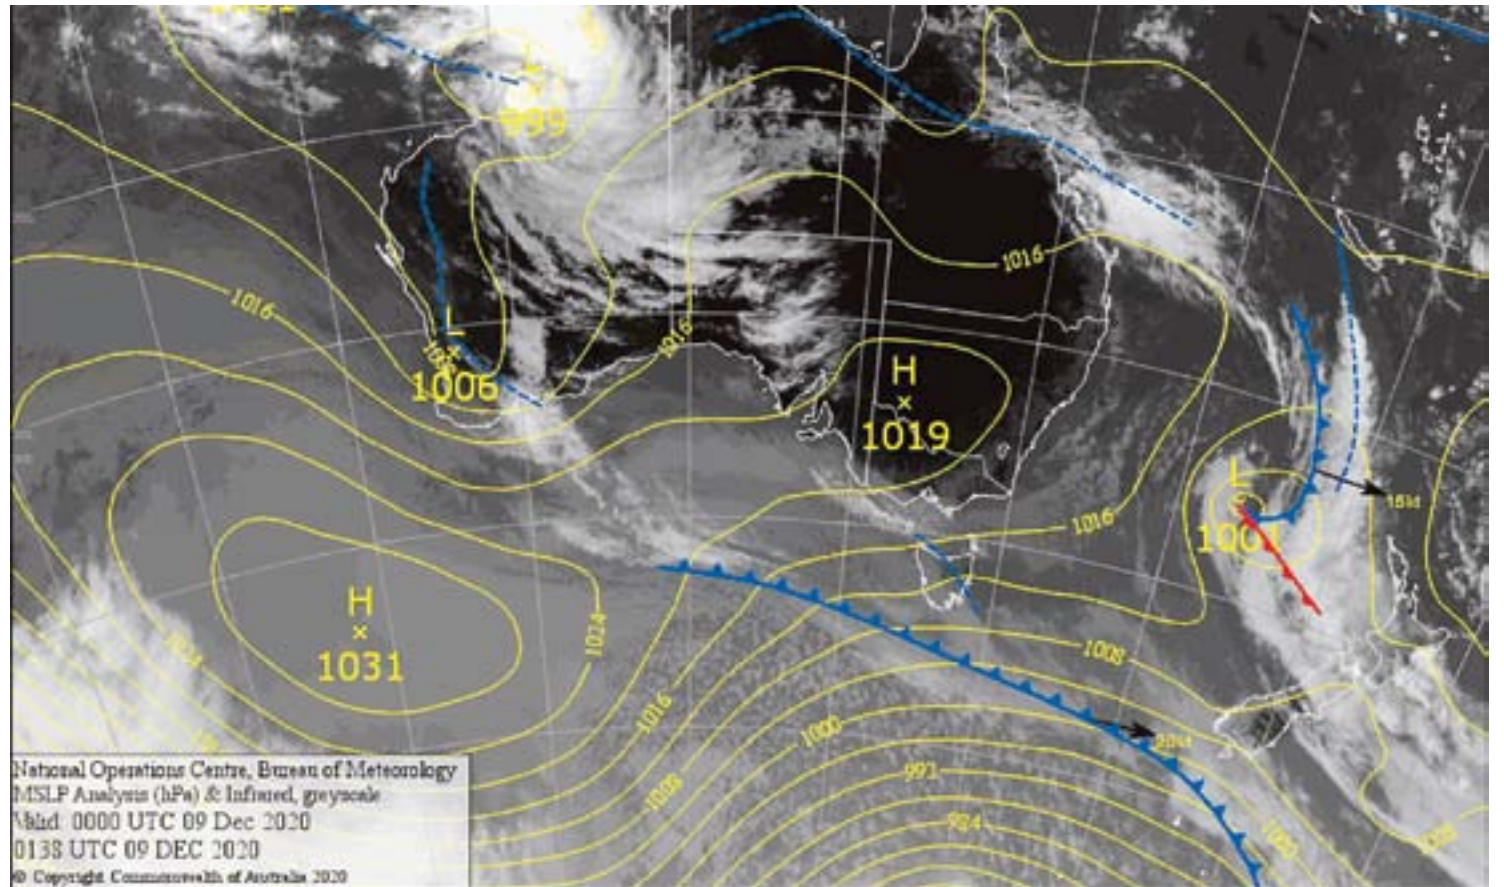 L
999
1016
1016
1016
L
1006
H
1019
L
15kt
1016
H
1031
1024
1024
1008
1016
1000
20kt
992
1008
984
1000
National Operations Centre, Bureau of Meteorology
MSLP Analysis (hPa) & Infrared, greyscale
Valid: 0000 UTC 09 Dec 2020
0138 UTC 09 DEC 2020
© Copyright Commonwealth of Australia 2020